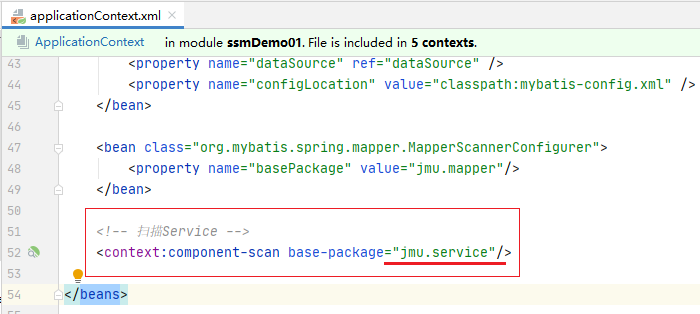 applicationContext.xml
ApplicationContext in module ssmDemo01. File is included in 5 contexts.
43 <property name="dataSource" ref="dataSource" />
44 <property name="configLocation" value="classpath:mybatis-config.xml" />
45 </bean>
46
47 <bean class="org.mybatis.spring.mapper.MapperScannerConfigurer">
48 <property name="basePackage" value="jmu.mapper"/>
49 </bean>
50
51 <!-- 扫描Service -->
52 <context:component-scan base-package="jmu.service"/>
53
54 </beans>